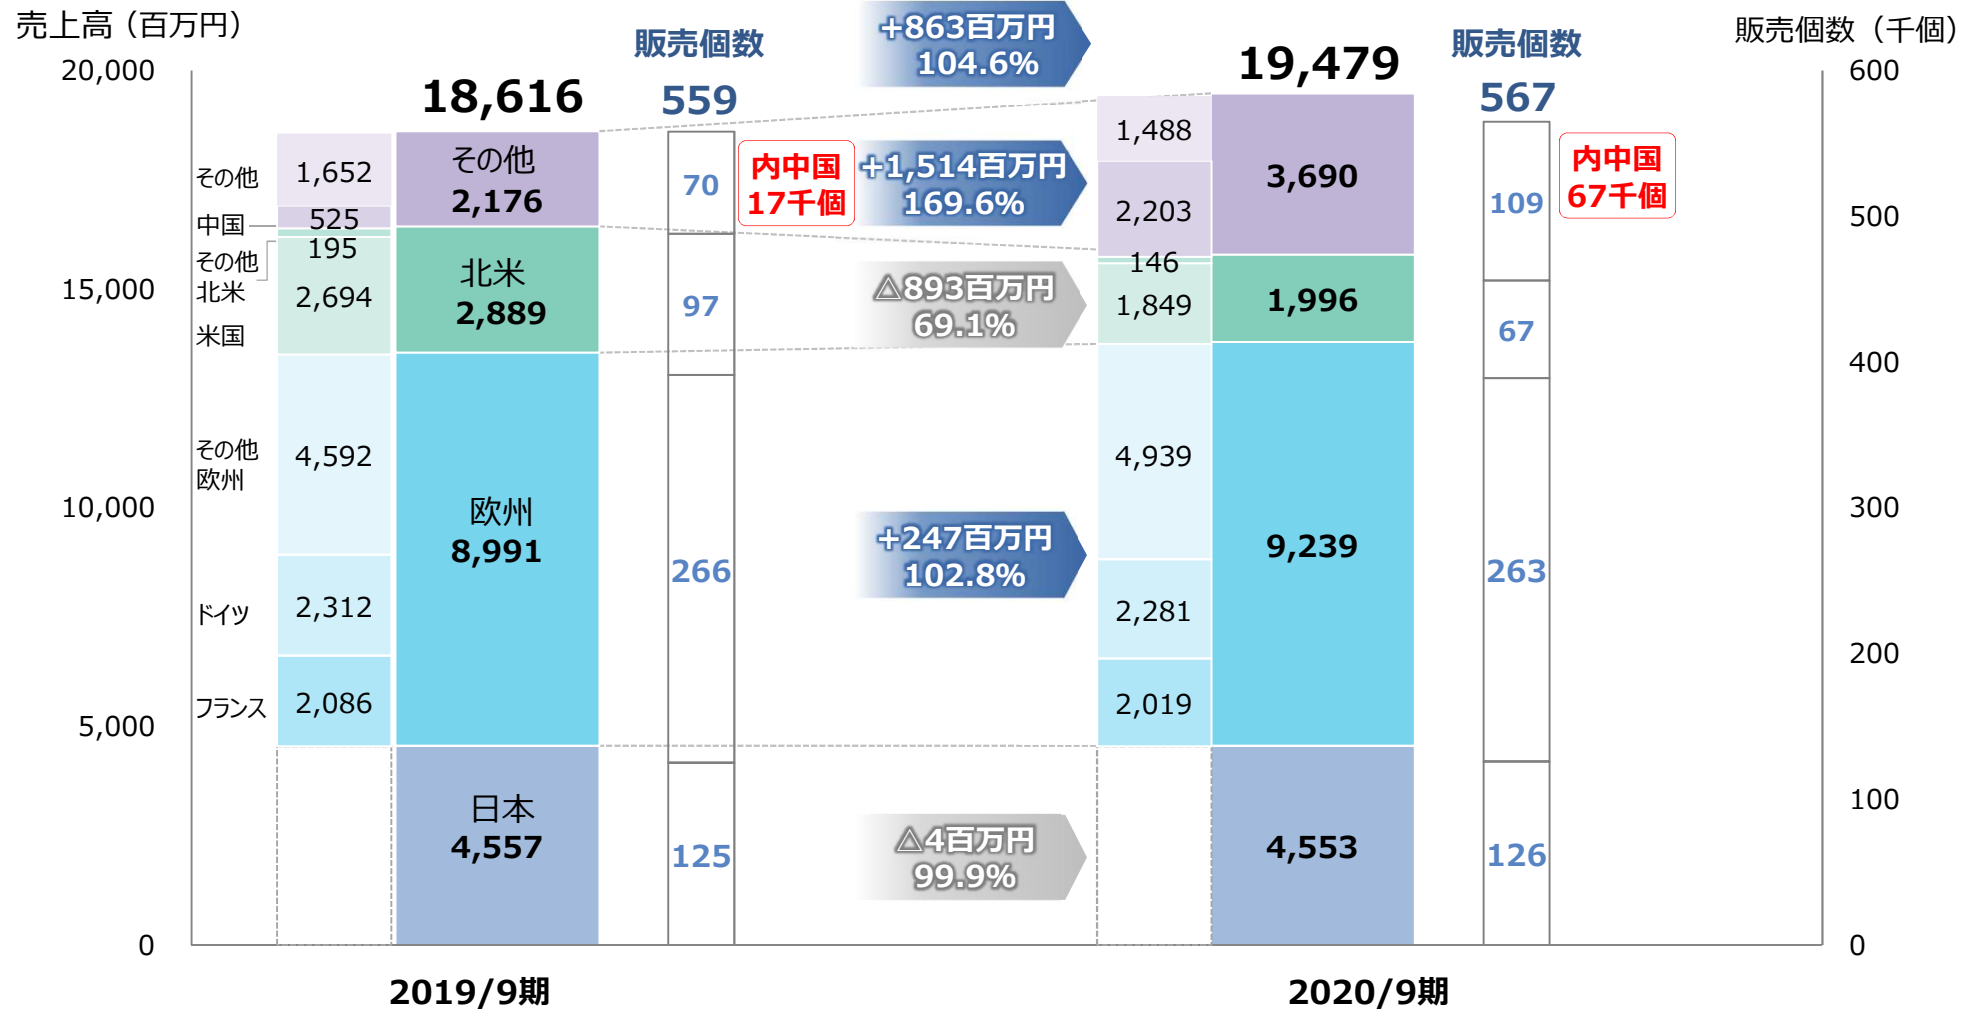 売上高（百万円）
販売個数（千個）
20,000
15,000
10,000
5,000
0
600
500
400
300
200
100
0
18,616
販売個数
559
その他
1,652
中国
525
その他
北米
195
米国
2,694
その他
欧州
4,592
ドイツ
2,312
フランス
2,086
その他
2,176
北米
2,889
欧州
8,991
日本
4,557
70
97
266
125
内中国
17千個
+863百万円
104.6%
+1,514百万円
169.6%
△893百万円
69.1%
+247百万円
102.8%
△4百万円
99.9%
19,479
販売個数
567
1,488
2,203
146
1,849
4,939
2,281
2,019
3,690
1,996
9,239
4,553
109
67
263
126
内中国
67千個
2019/9期
2020/9期